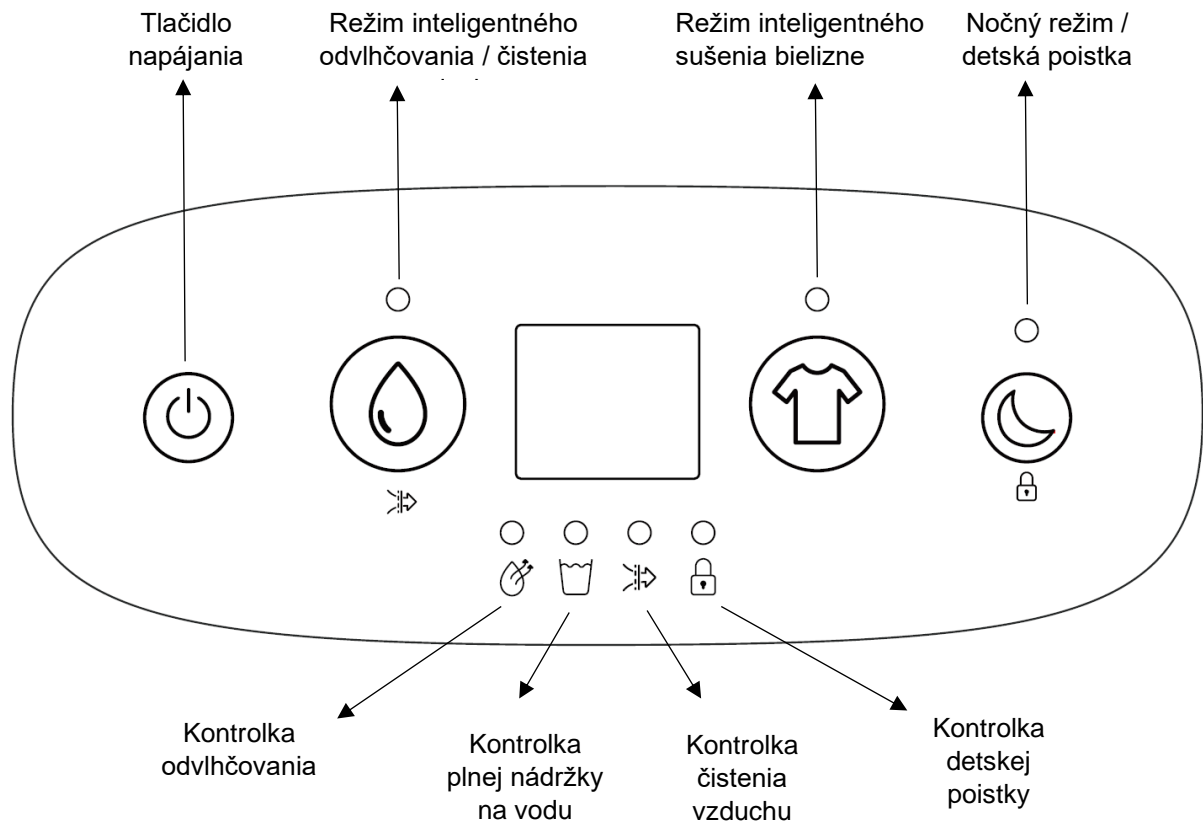 Tlačidlo
napájania
Režim inteligentného
odvlhčovania / čistenia
Režim inteligentného
sušenia bielizne
Nočný režim /
detská poistka
Kontrolka
odvlhčovania
Kontrolka
plnej nádržky
na vodu
Kontrolka
čistenia
vzduchu
Kontrolka
detskej
poistky